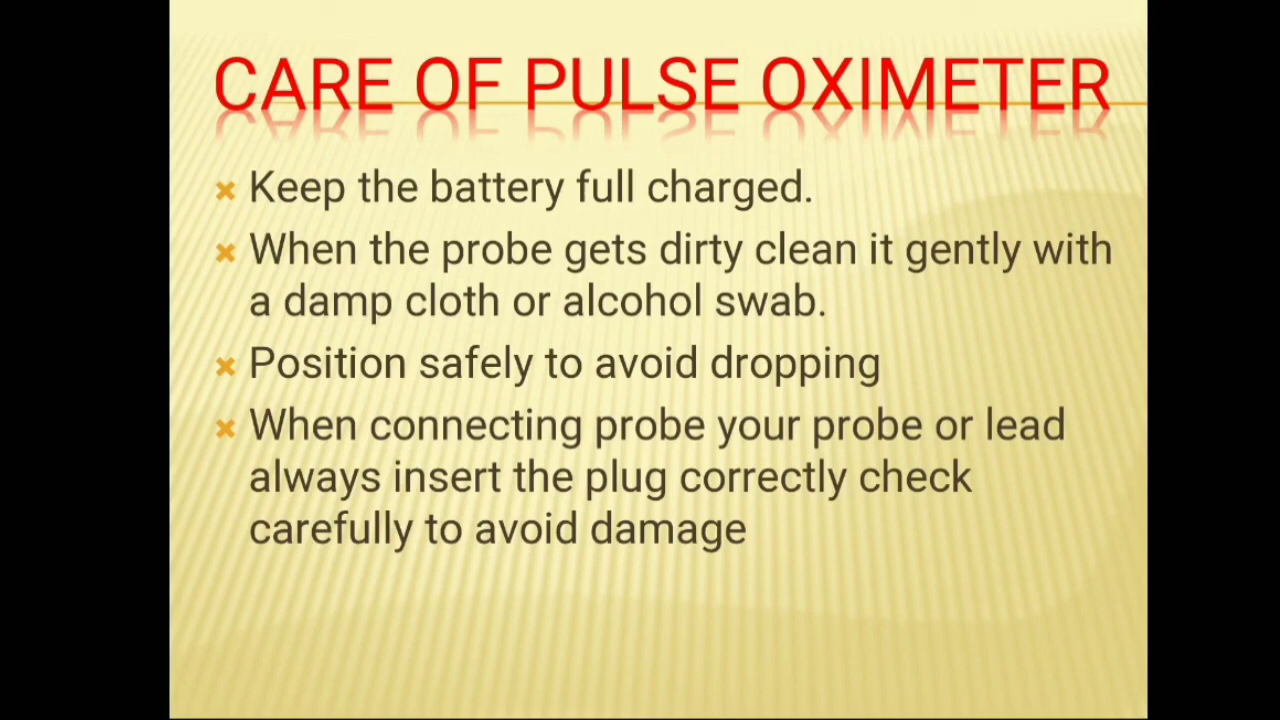 CARE OF PULSE OXIMETER
Keep the battery full charged.
When the probe gets dirty clean it gently with
a damp cloth or alcohol swab.
Position safely to avoid dropping
When connecting probe your probe or lead
always insert the plug correctly check
carefully to avoid damage